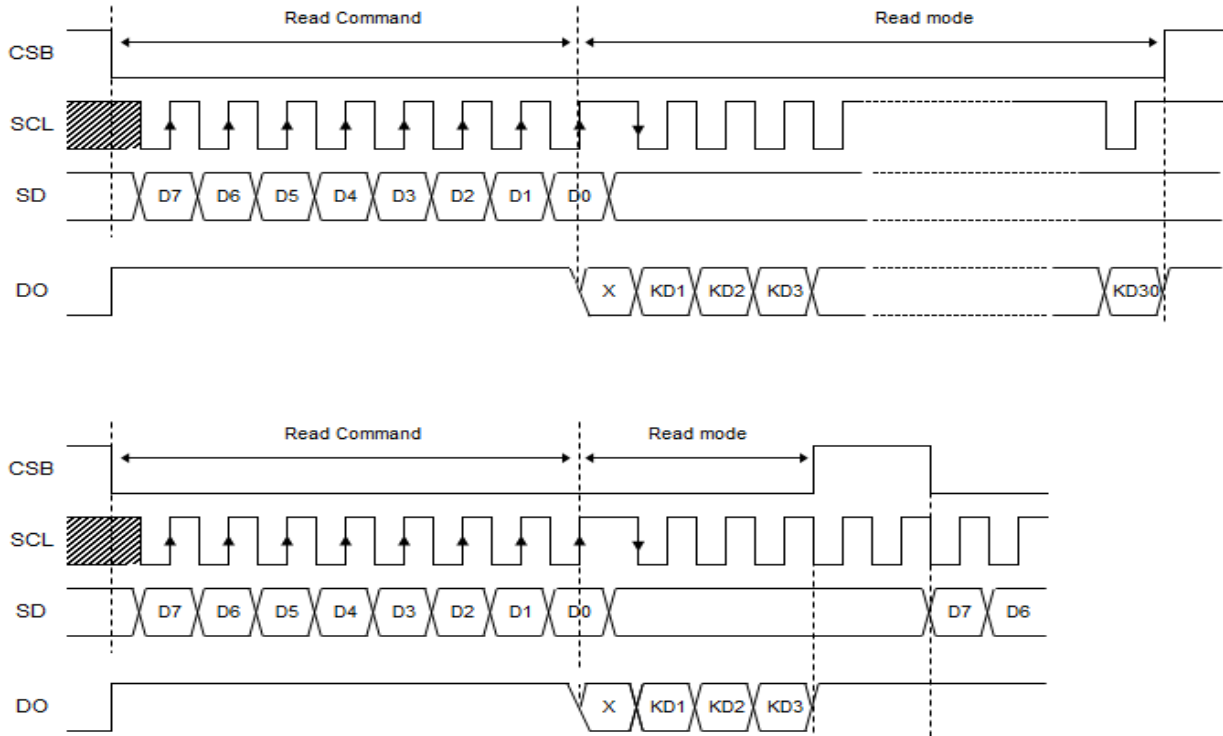 Read Command Read mode
CSB
SCL
SD D7 D6 D5 D4 D3 D2 D1 D0
DO X KD1 KD2 KD3 KD30
Read Command Read mode
CSB
SCL
SD D7 D6 D5 D4 D3 D2 D1 D0 D7 D6
DO X KD1 KD2 KD3